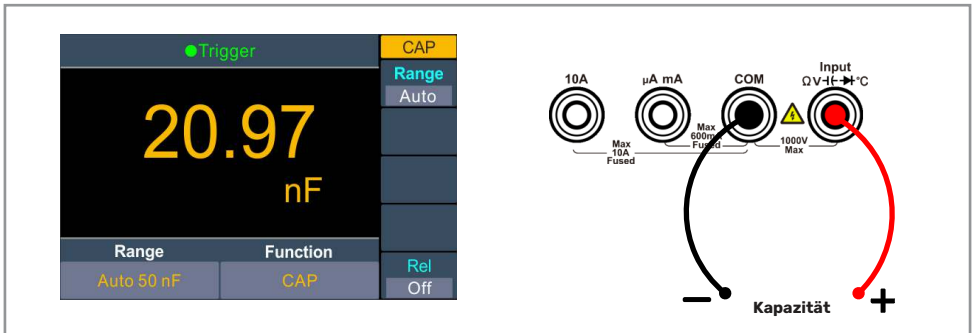 Trigger
CAP
Range
Auto
20.97
nF
Range
Function
Auto 50 nF
CAP
Rel
Off
10A
µA mA
COM
Input
Ω V °C
Max
10A
Fused
Max
600mA
Fused
1000V
Max
− Kapazität +